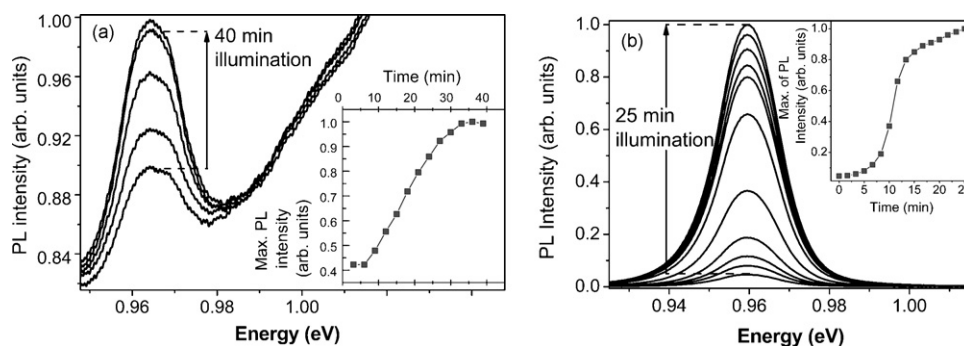 (a)
40 min
illumination
PL intensity (arb. units)
1.00
0.96
0.92
0.88
0.84
0.96
0.98
1.00
Energy (eV)
Time (min)
0 10 20 30 40
Max. PL
intensity
(arb. units)
1.0
0.9
0.8
0.7
0.6
0.5
0.4
(b)
25 min
illumination
PL Intensity (arb. units)
1.0
0.8
0.6
0.4
0.2
0.0
0.94
0.96
0.98
1.00
Energy (eV)
Max. of PL
Intensity (arb. units)
1.0
0.8
0.6
0.4
0.2
0 5 10 15 20 25
Time (min)